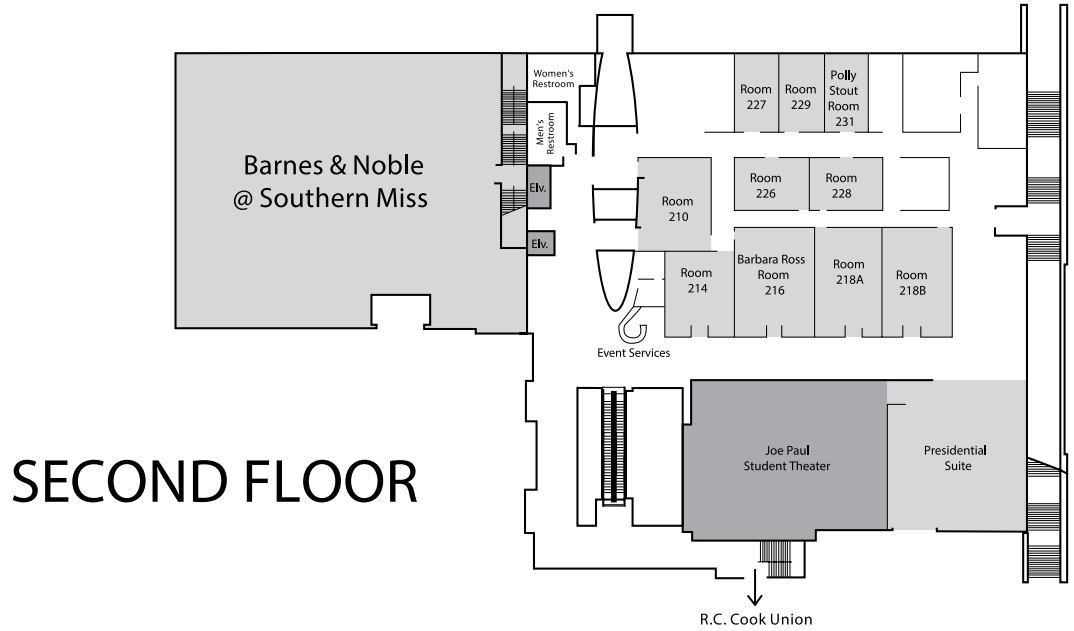 Women's
Restroom
Men's
Restroom
Barnes & Noble
@ Southern Miss
Elv.
Elv.
Room
227
Room
229
Polly
Stout
Room
231
Room
226
Room
228
Room
210
Room
214
Barbara Ross
Room
216
Room
218A
Room
218B
Event Services
Joe Paul
Student Theater
Presidential
Suite
SECOND FLOOR
R.C. Cook Union